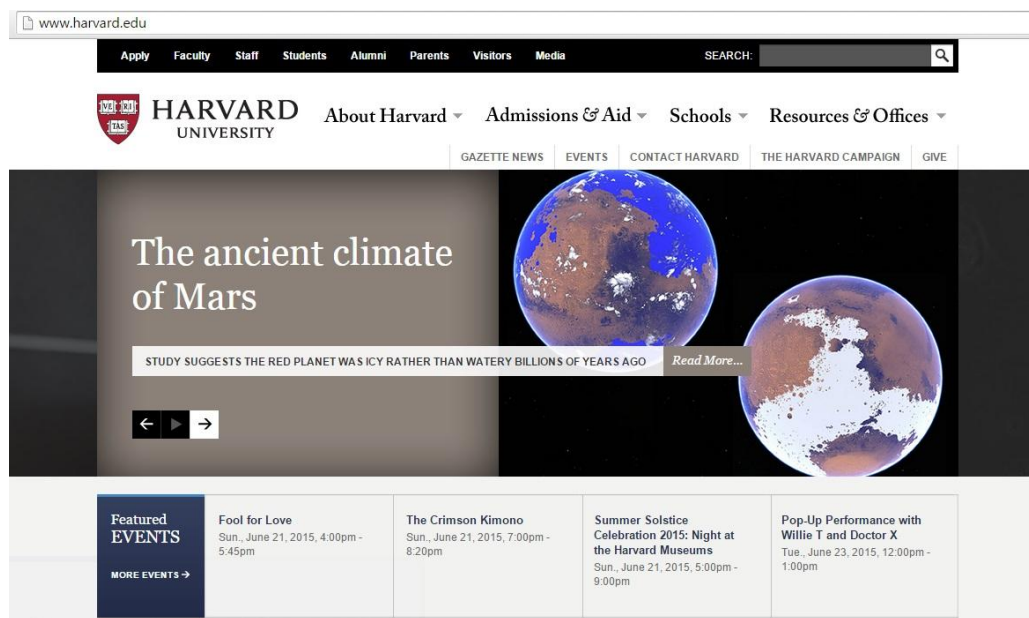 www.harvard.edu
Apply Faculty Staff Students Alumni Parents Visitors Media SEARCH:
VE RI
TAS
HARVARD
UNIVERSITY
About Harvard Admissions & Aid Schools Resources & Offices
GAZETTE NEWS EVENTS CONTACT HARVARD THE HARVARD CAMPAIGN GIVE
The ancient climate
of Mars
STUDY SUGGESTS THE RED PLANET WAS ICY RATHER THAN WATERY BILLIONS OF YEARS AGO Read More...
Featured
EVENTS
MORE EVENTS →
Fool for Love
Sun., June 21, 2015, 4:00pm -
5:45pm
The Crimson Kimono
Sun., June 21, 2015, 7:00pm -
8:20pm
Summer Solstice
Celebration 2015: Night at
the Harvard Museums
Sun., June 21, 2015, 5:00pm -
9:00pm
Pop-Up Performance with
Willie T and Doctor X
Tue., June 23, 2015, 12:00pm -
1:00pm